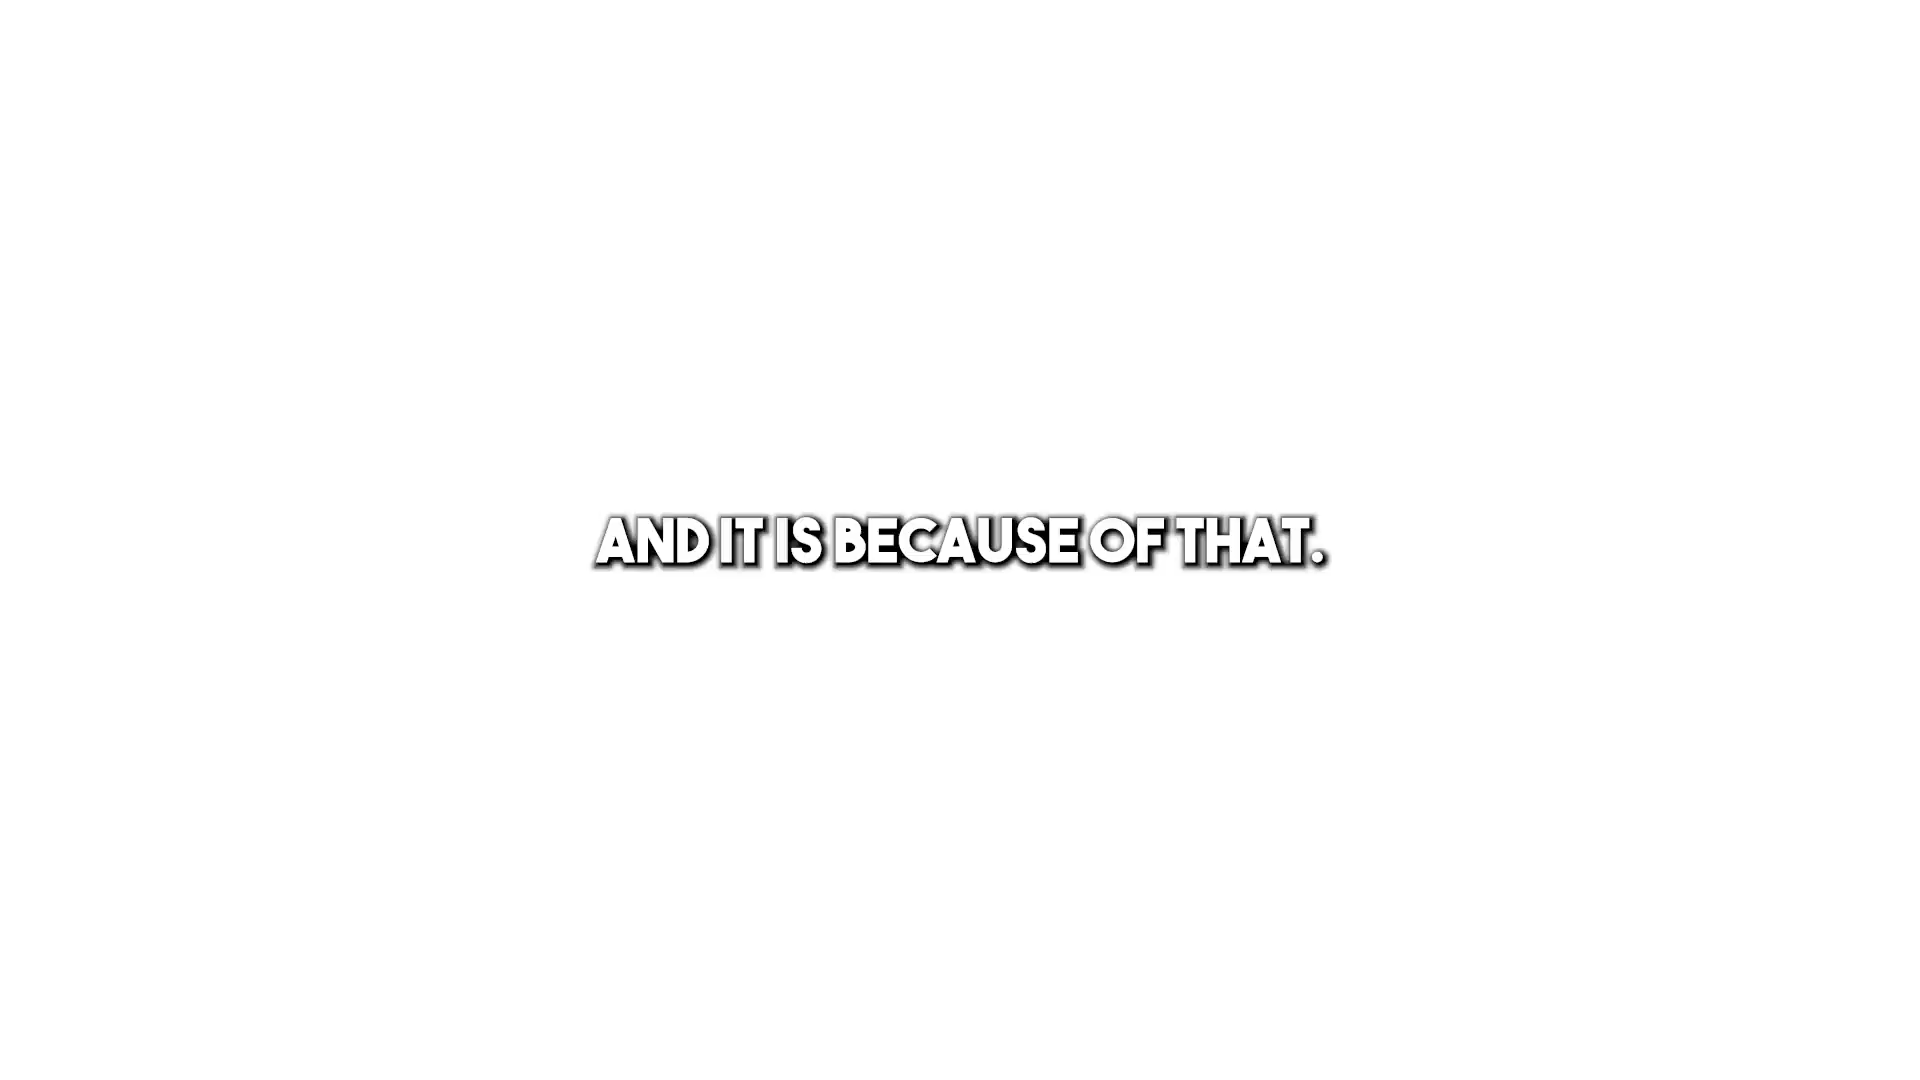 AND IT IS BECAUSE OF THAT.